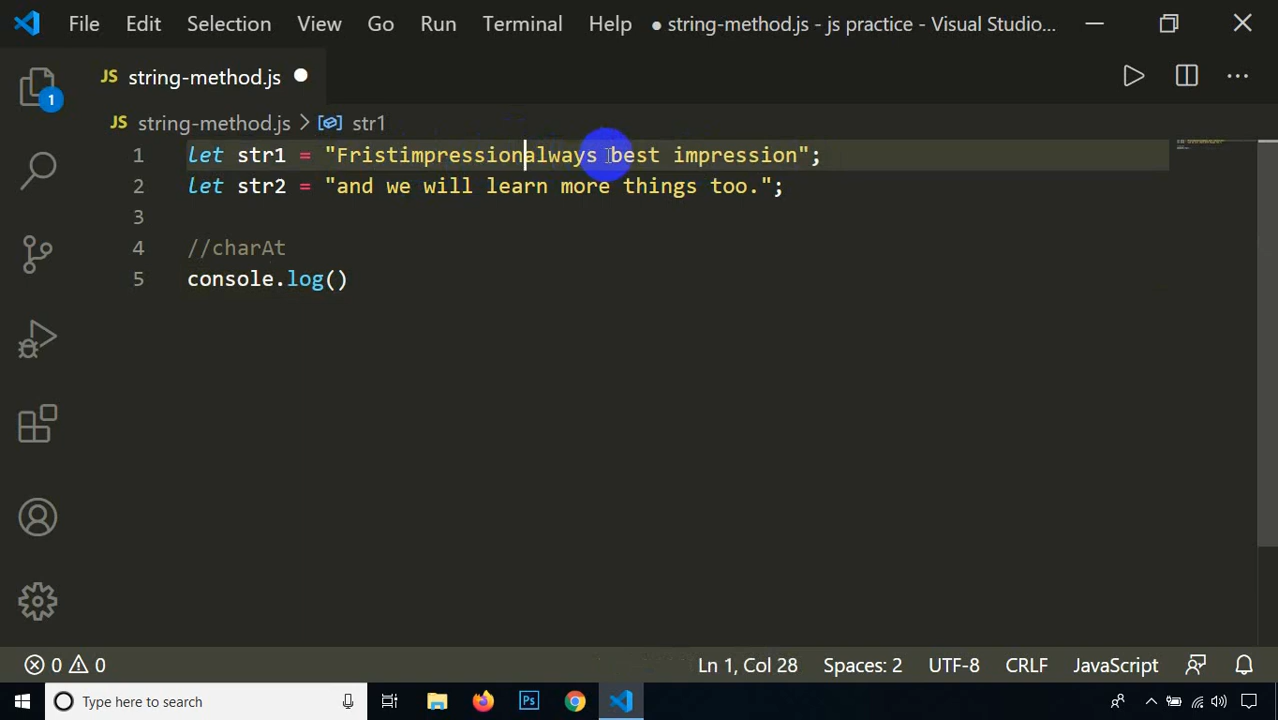 File Edit Selection View Go Run Terminal Help ● string-method.js - js practice - Visual Studio...
JS string-method.js
1
JS string-method.js > str1
1 let str1 = "Fristimpressionalways best impression";
2 let str2 = "and we will learn more things too.";
3
4 //charAt
5 console.log()
0 0 Ln 1, Col 28 Spaces: 2 UTF-8 CRLF JavaScript
Type here to search Ps